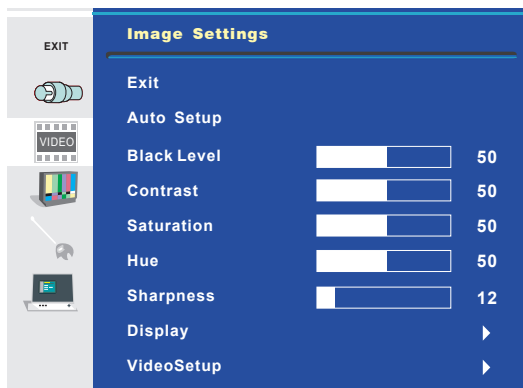 EXIT
VIDEO
Image Settings
Exit
Auto Setup
Black Level 50
Contrast 50
Saturation 50
Hue 50
Sharpness 12
Display
VideoSetup